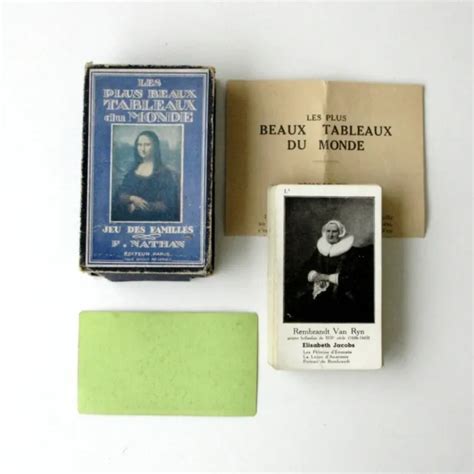 LES
PLUS BEAUX
TABLEAUX
du MONDE
JEU DES FAMILLES
F. NATHAN
ÉDITEUR PARIS
LES PLUS
BEAUX TABLEAUX
DU MONDE
Rembrandt Van Ryn
Elisabeth Jacobs
Les Pèlerins d'Emmaüs
La Leçon d'Anatomie
Portrait de Rembrandt